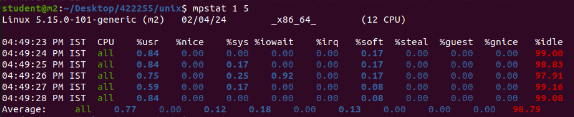 student@m2:~/Desktop/422255/unix$ mpstat 1 5
Linux 5.15.0-101-generic (m2) 02/04/24 _x86_64_ (12 CPU)
04:49:23 PM IST CPU %usr %nice %sys %iowait %irq %soft %steal %guest %gnice %idle
04:49:24 PM IST all 0.84 0.00 0.00 0.00 0.00 0.17 0.00 0.00 0.00 99.00
04:49:25 PM IST all 0.84 0.00 0.17 0.00 0.00 0.17 0.00 0.00 0.00 98.83
04:49:26 PM IST all 0.75 0.00 0.25 0.92 0.00 0.17 0.00 0.00 0.00 97.91
04:49:27 PM IST all 0.59 0.00 0.17 0.00 0.00 0.08 0.00 0.00 0.00 99.16
04:49:28 PM IST all 0.84 0.00 0.00 0.00 0.00 0.08 0.00 0.00 0.00 99.08
Average: all 0.77 0.00 0.12 0.18 0.00 0.13 0.00 0.00 0.00 98.79